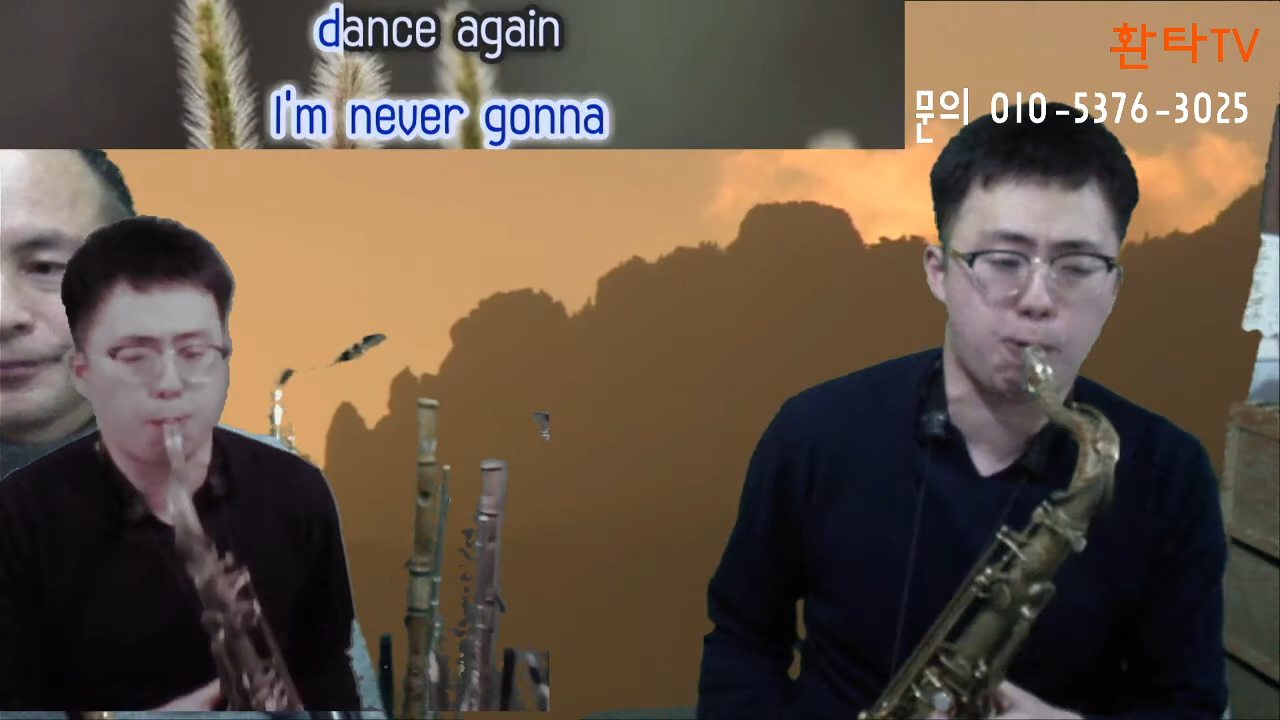 dance again
I'm never gonna
환타TV
문의 010-5376-3025